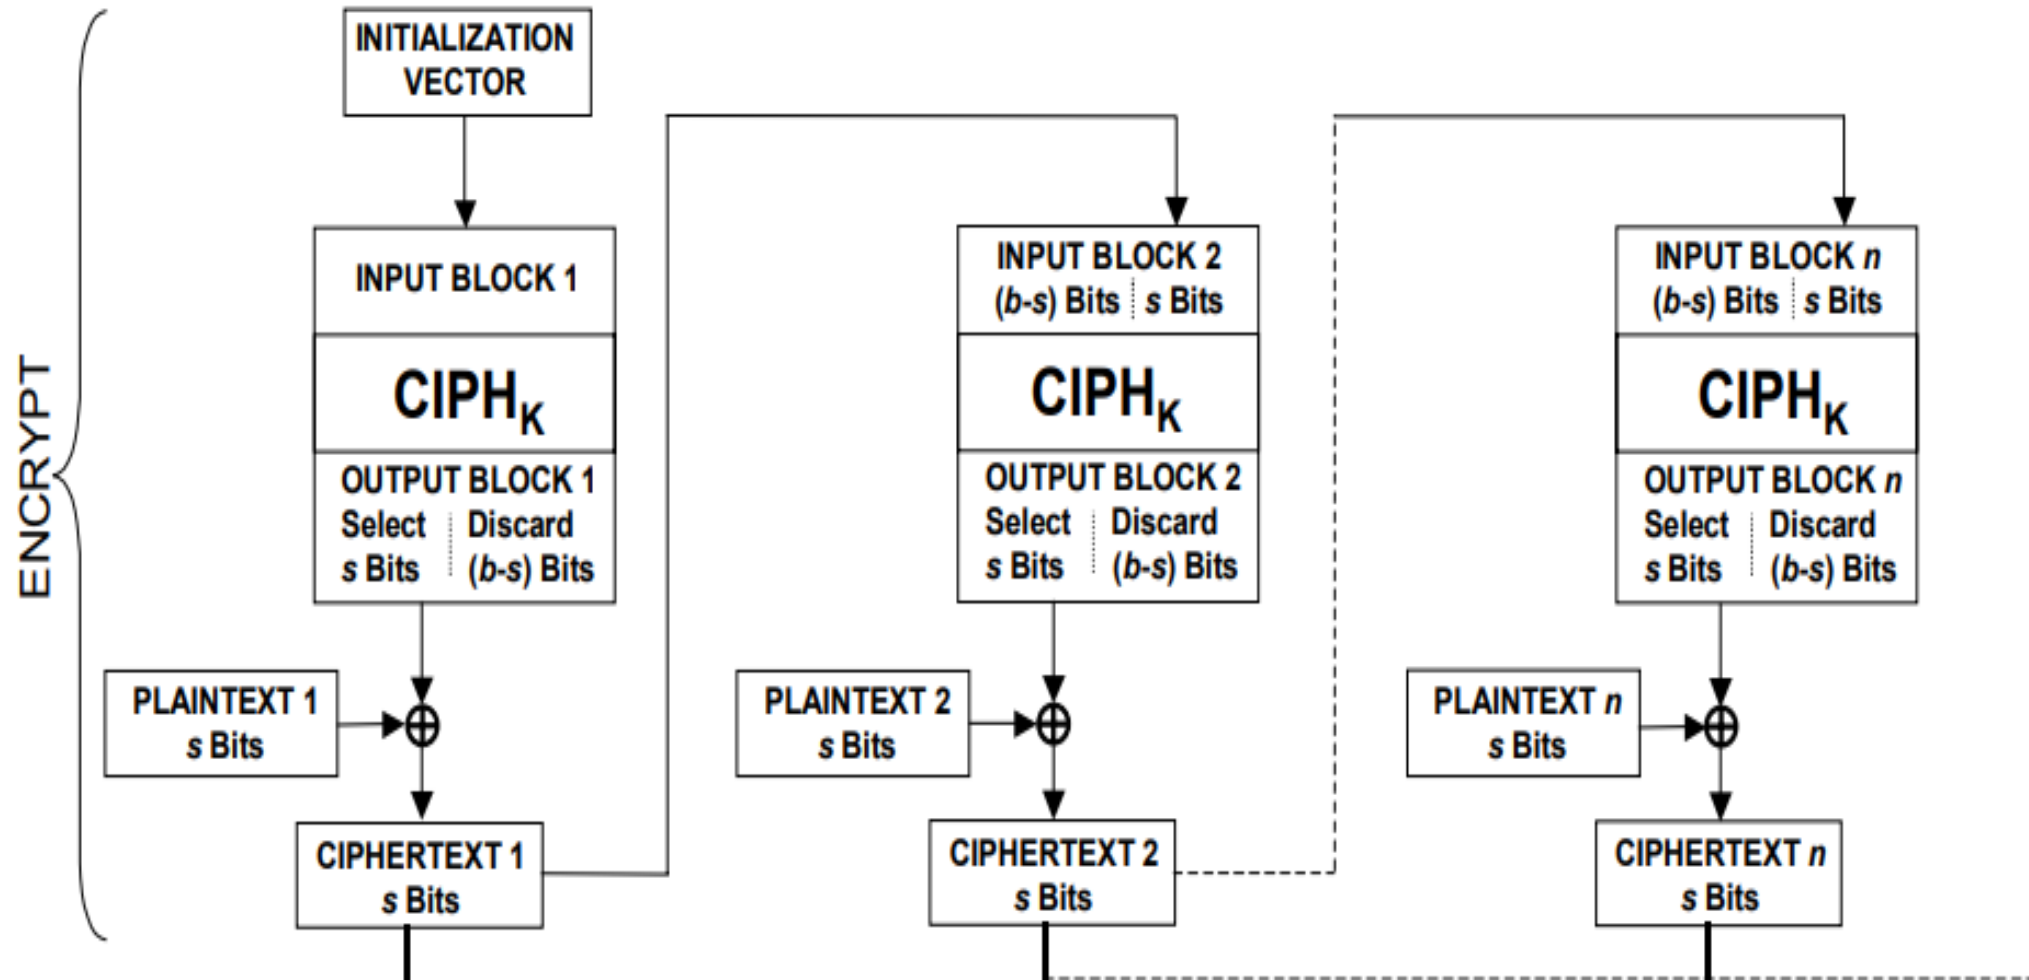 ENCRYPT
INITIALIZATION
VECTOR
INPUT BLOCK 1
CIPHK
OUTPUT BLOCK 1
Select Discard
s Bits (b-s) Bits
PLAINTEXT 1
s Bits
CIPHERTEXT 1
s Bits
INPUT BLOCK 2
(b-s) Bits s Bits
CIPHK
OUTPUT BLOCK 2
Select Discard
s Bits (b-s) Bits
PLAINTEXT 2
s Bits
CIPHERTEXT 2
s Bits
INPUT BLOCK n
(b-s) Bits s Bits
CIPHK
OUTPUT BLOCK n
Select Discard
s Bits (b-s) Bits
PLAINTEXT n
s Bits
CIPHERTEXT n
s Bits